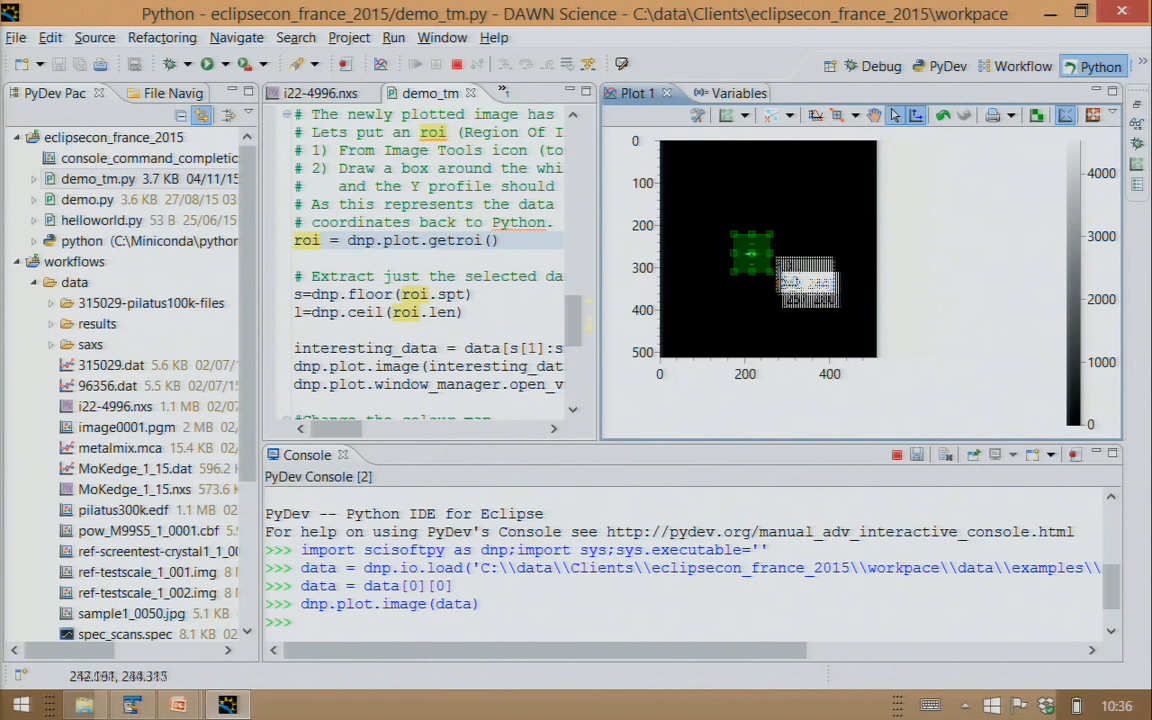 Python - eclipsecon_france_2015/demo_tm.py - DAWN Science - C:\data\Clients\eclipsecon_france_2015\workpace
File Edit Source Refactoring Navigate Search Project Run Window Help
Debug PyDev Workflow Python
PyDev Pac File Navig
eclipsecon_france_2015
console_command_completic
demo_tm.py 3.7 KB 04/11/15
demo.py 3.6 KB 27/08/15 03
helloworld.py 53 B 25/06/15
python (C:\Miniconda\python
workflows
data
315029-pilatus100k-files
results
saxs
315029.dat 5.6 KB 02/07/
96356.dat 5.5 KB 02/07/15
i22-4996.nxs 1.1 MB 02/07
image0001.pgm 2 MB 02/
metalmix.mca 15.4 KB 02/
MoKedge_1_15.dat 596.2
MoKedge_1_15.nxs 573.6
pilatus300k.edf 02/07/15
pow_M99S5_1_0001.cbf 5.
ref-screentest-crystal1_1_00
ref-testscale_1_001.img 8 M
ref-testscale_1_002.img 8 M
sample1_0050.jpg 5.1 KB
spec_scans.spec 8.1 KB 02
i22-4996.nxs demo_tm
# The newly plotted image has
# Lets put an roi (Region Of I
# 1) From Image Tools icon (to
# 2) Draw a box around the whi
# and the Y profile should
# As this represents the data
# coordinates back to Python.
roi = dnp.plot.getroi()
# Extract just the selected da
s=dnp.floor(roi.spt)
l=dnp.ceil(roi.len)
interesting_data = data[s[1]:s
dnp.plot.image(interesting_dat
dnp.plot.window_manager.open_v
#Change the colour map
Plot 1 Variables
0
100
200
300
400
500
0 200 400
4000
3000
2000
1000
0
Console
PyDev Console [2]
PyDev -- Python IDE for Eclipse
For help on using PyDev's Console see http://pydev.org/manual_adv_interactive_console.html
>>> import scisoftpy as dnp;import sys;sys.executable=''
>>> data = dnp.io.load('C:\\data\\Clients\\eclipsecon_france_2015\\workpace\\data\\examples\\
>>> data = data[0][0]
>>> dnp.plot.image(data)
>>>
10:36